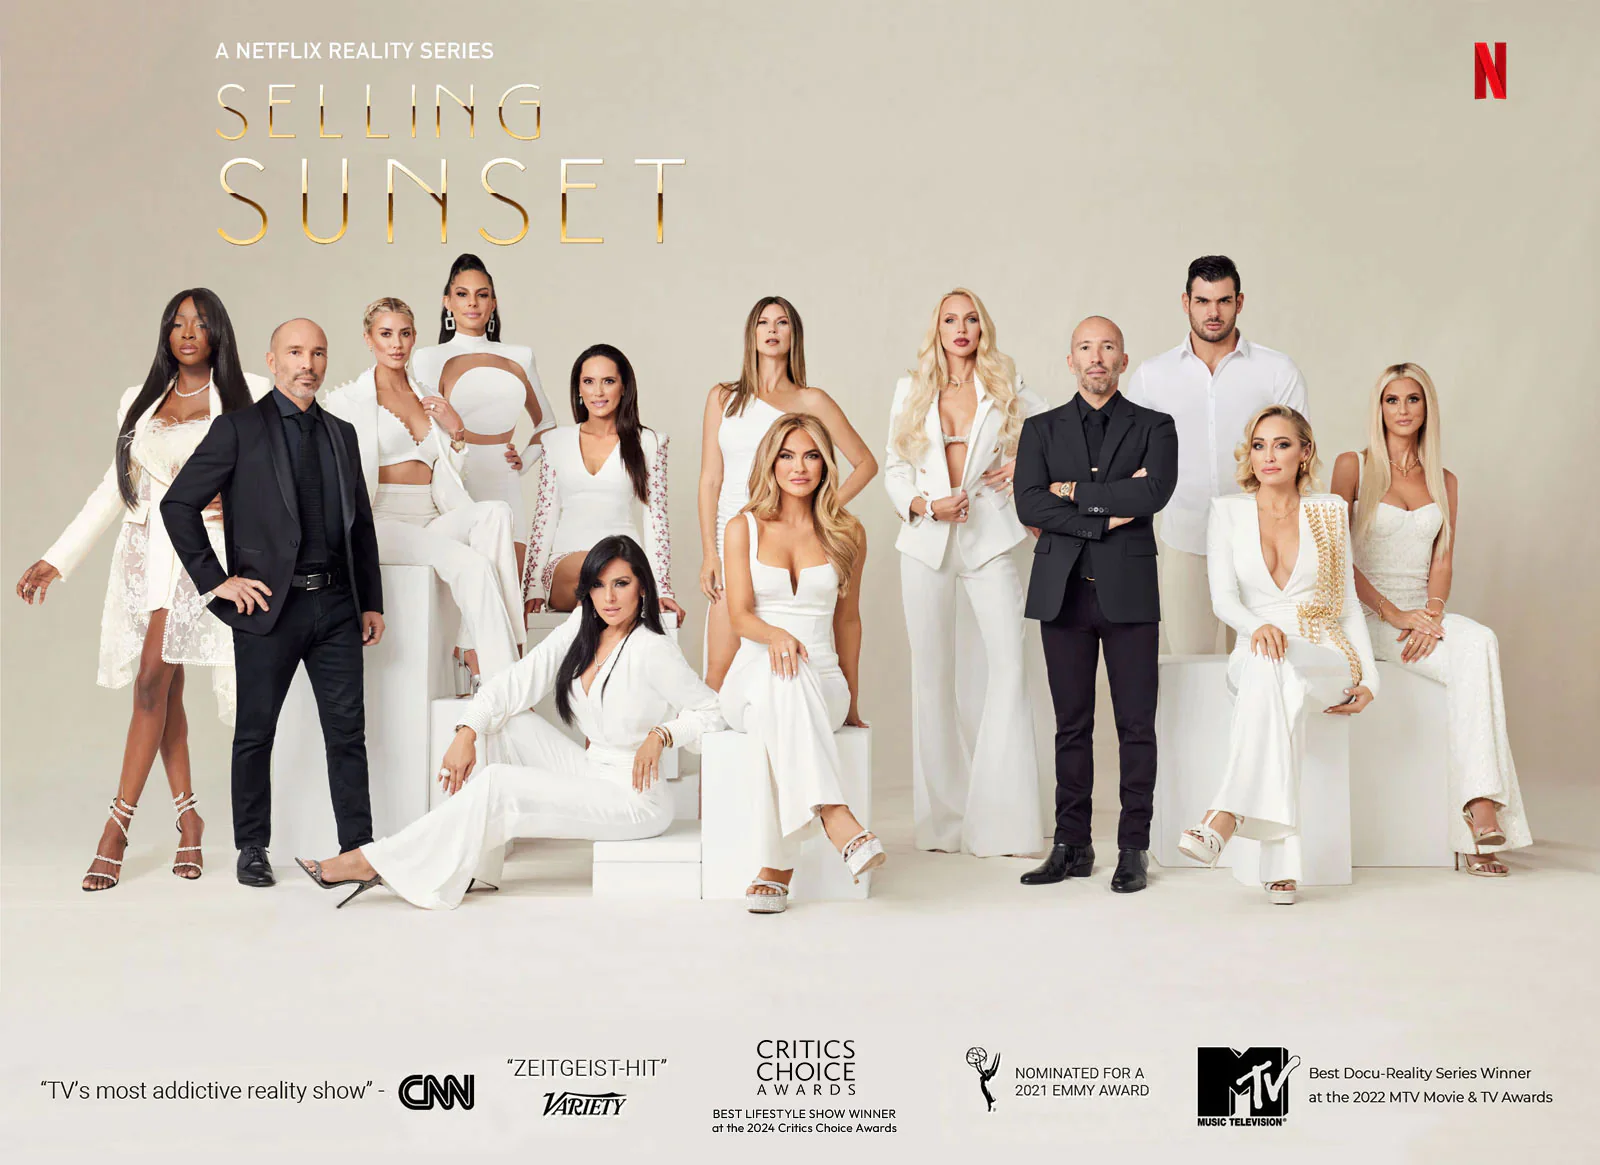 A NETFLIX REALITY SERIES
SELLING
SUNSET
N
“TV’s most addictive reality show” - CNN
“ZEITGEIST-HIT”
VARIETY
CRITICS
CHOICE
AWARDS
BEST LIFESTYLE SHOW WINNER
at the 2024 Critics Choice Awards
NOMINATED FOR A
2021 EMMY AWARD
MTV
MUSIC TELEVISION®
Best Docu-Reality Series Winner
at the 2022 MTV Movie & TV Awards